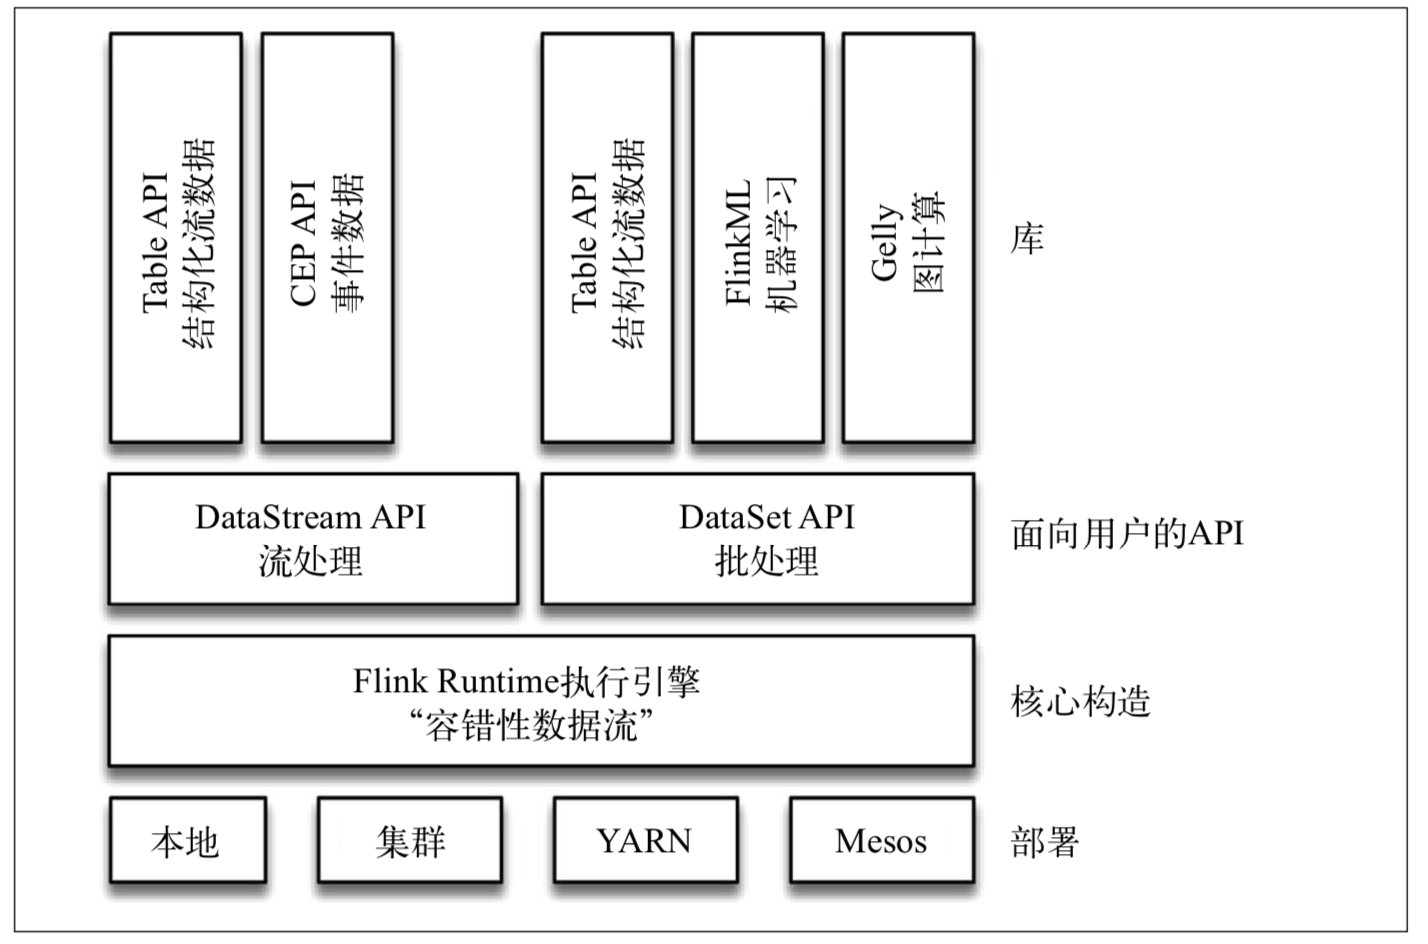 Table API
结构化流数据
CEP API
事件数据
Table API
结构化流数据
FlinkML
机器学习
Gelly
图计算
库
DataStream API
流处理
DataSet API
批处理
面向用户的API
Flink Runtime执行引擎
“容错性数据流”
核心构造
本地
集群
YARN
Mesos
部署